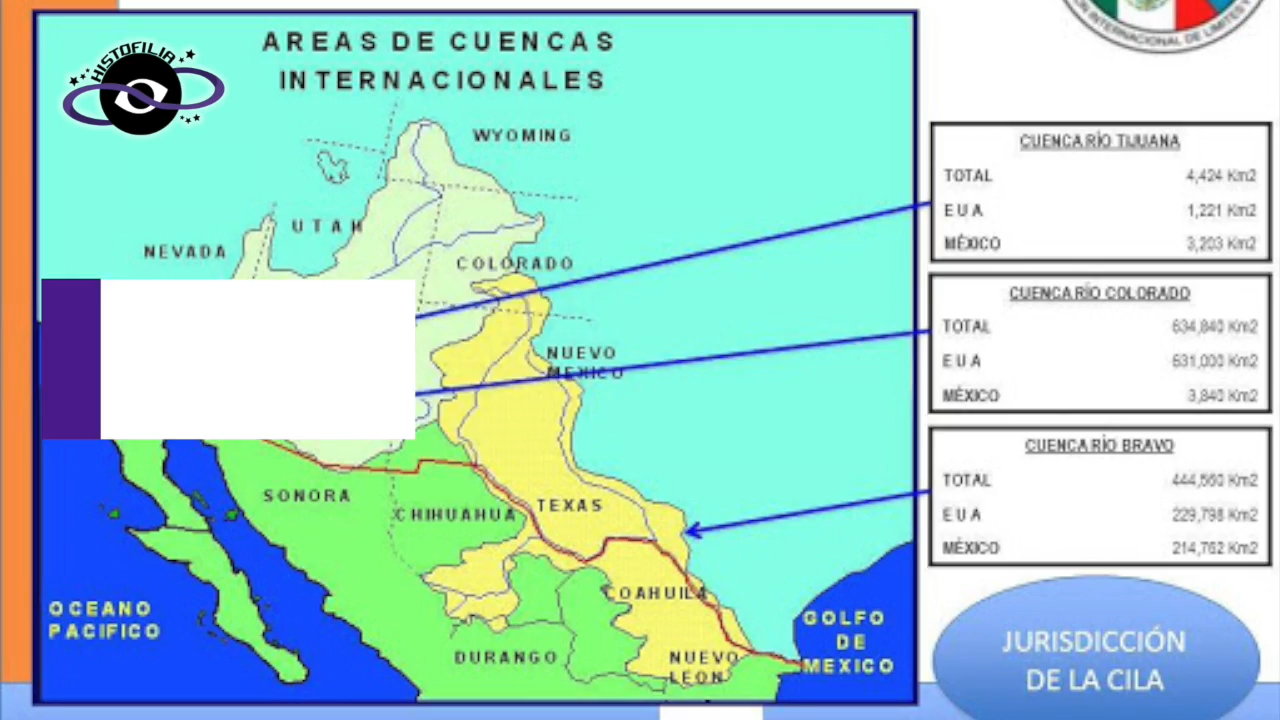 HISTOFILIA
AREAS DE CUENCAS
INTERNACIONALES
WYOMING
UTAH
NEVADA
COLORADO
NUEVO
MEXICO
SONORA
CHIHUAHUA
TEXAS
COAHUILA
OCEANO
PACIFICO
DURANGO
NUEVO
LEON
GOLFO
DE
MEXICO
INTERNACIONAL DE LIMITES Y
CUENCA RÍO TIJUANA
TOTAL 4,424 Km2
E U A 1,221 Km2
MÉXICO 3,203 Km2
CUENCA RÍO COLORADO
TOTAL 634,840 Km2
E U A 631,000 Km2
MÉXICO 3,840 Km2
CUENCA RÍO BRAVO
TOTAL 444,560 Km2
E U A 229,798 Km2
MÉXICO 214,762 Km2
JURISDICCIÓN
DE LA CILA